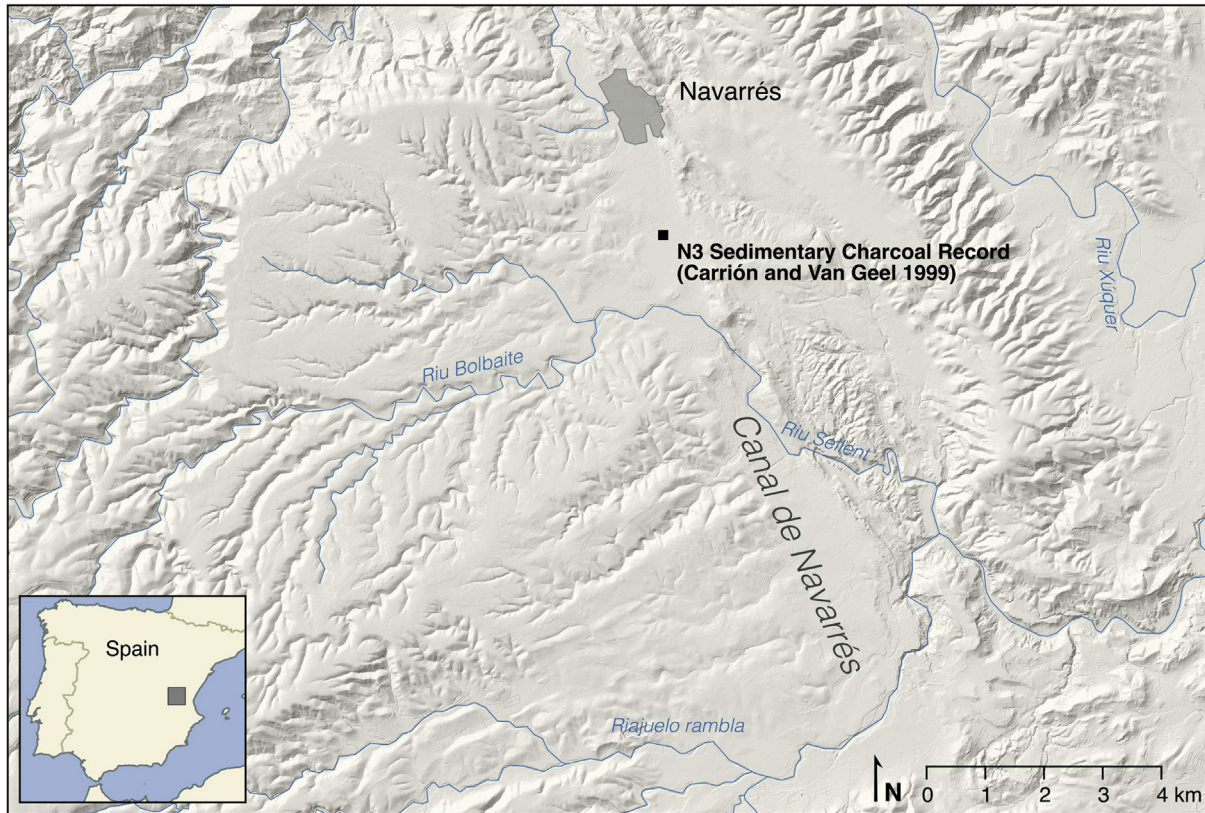 Navarrés
N3 Sedimentary Charcoal Record
(Carrión and Van Geel 1999)
Riu Xúquer
Riu Bolbaite
Riu Sellent
Canal de Navarrés
Spain
Riajuelo rambla
N
0 1 2 3 4 km